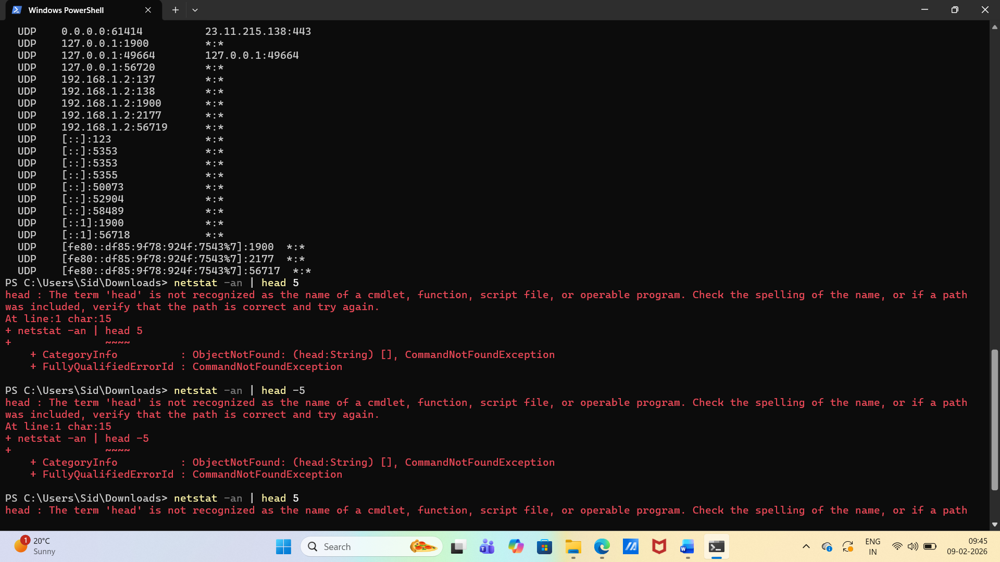 Windows PowerShell
UDP 0.0.0.0:61414 23.11.215.138:443
UDP 127.0.0.1:1900 *:*
UDP 127.0.0.1:49664 127.0.0.1:49664
UDP 127.0.0.1:56720 *:*
UDP 192.168.1.2:137 *:*
UDP 192.168.1.2:138 *:*
UDP 192.168.1.2:1900 *:*
UDP 192.168.1.2:2177 *:*
UDP 192.168.1.2:56719 *:*
UDP [::]:123 *:*
UDP [::]:5353 *:*
UDP [::]:5353 *:*
UDP [::]:5355 *:*
UDP [::]:50073 *:*
UDP [::]:52904 *:*
UDP [::]:58489 *:*
UDP [::1]:1900 *:*
UDP [::1]:56718 *:*
UDP [fe80::df85:9f78:924f:7543%7]:1900 *:*
UDP [fe80::df85:9f78:924f:7543%7]:2177 *:*
UDP [fe80::df85:9f78:924f:7543%7]:56717 *:*
PS C:\Users\Sid\Downloads> netstat -an | head 5
head : The term 'head' is not recognized as the name of a cmdlet, function, script file, or operable program. Check the spelling of the name, or if a path
was included, verify that the path is correct and try again.
At line:1 char:15
+ netstat -an | head 5
+ ~~~~
+ CategoryInfo : ObjectNotFound: (head:String) [], CommandNotFoundException
+ FullyQualifiedErrorId : CommandNotFoundException
PS C:\Users\Sid\Downloads> netstat -an | head -5
head : The term 'head' is not recognized as the name of a cmdlet, function, script file, or operable program. Check the spelling of the name, or if a path
was included, verify that the path is correct and try again.
At line:1 char:15
+ netstat -an | head -5
+ ~~~~
+ CategoryInfo : ObjectNotFound: (head:String) [], CommandNotFoundException
+ FullyQualifiedErrorId : CommandNotFoundException
PS C:\Users\Sid\Downloads> netstat -an | head 5
head : The term 'head' is not recognized as the name of a cmdlet, function, script file, or operable program. Check the spelling of the name, or if a path
1
20°C
Sunny
Search
ENG
IN
09:45
09-02-2026